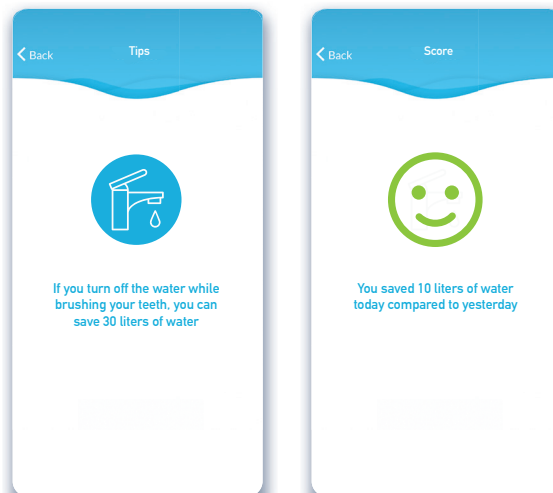 Back
Tips
If you turn off the water while
brushing your teeth, you can
save 30 liters of water
Back
Score
You saved 10 liters of water
today compared to yesterday